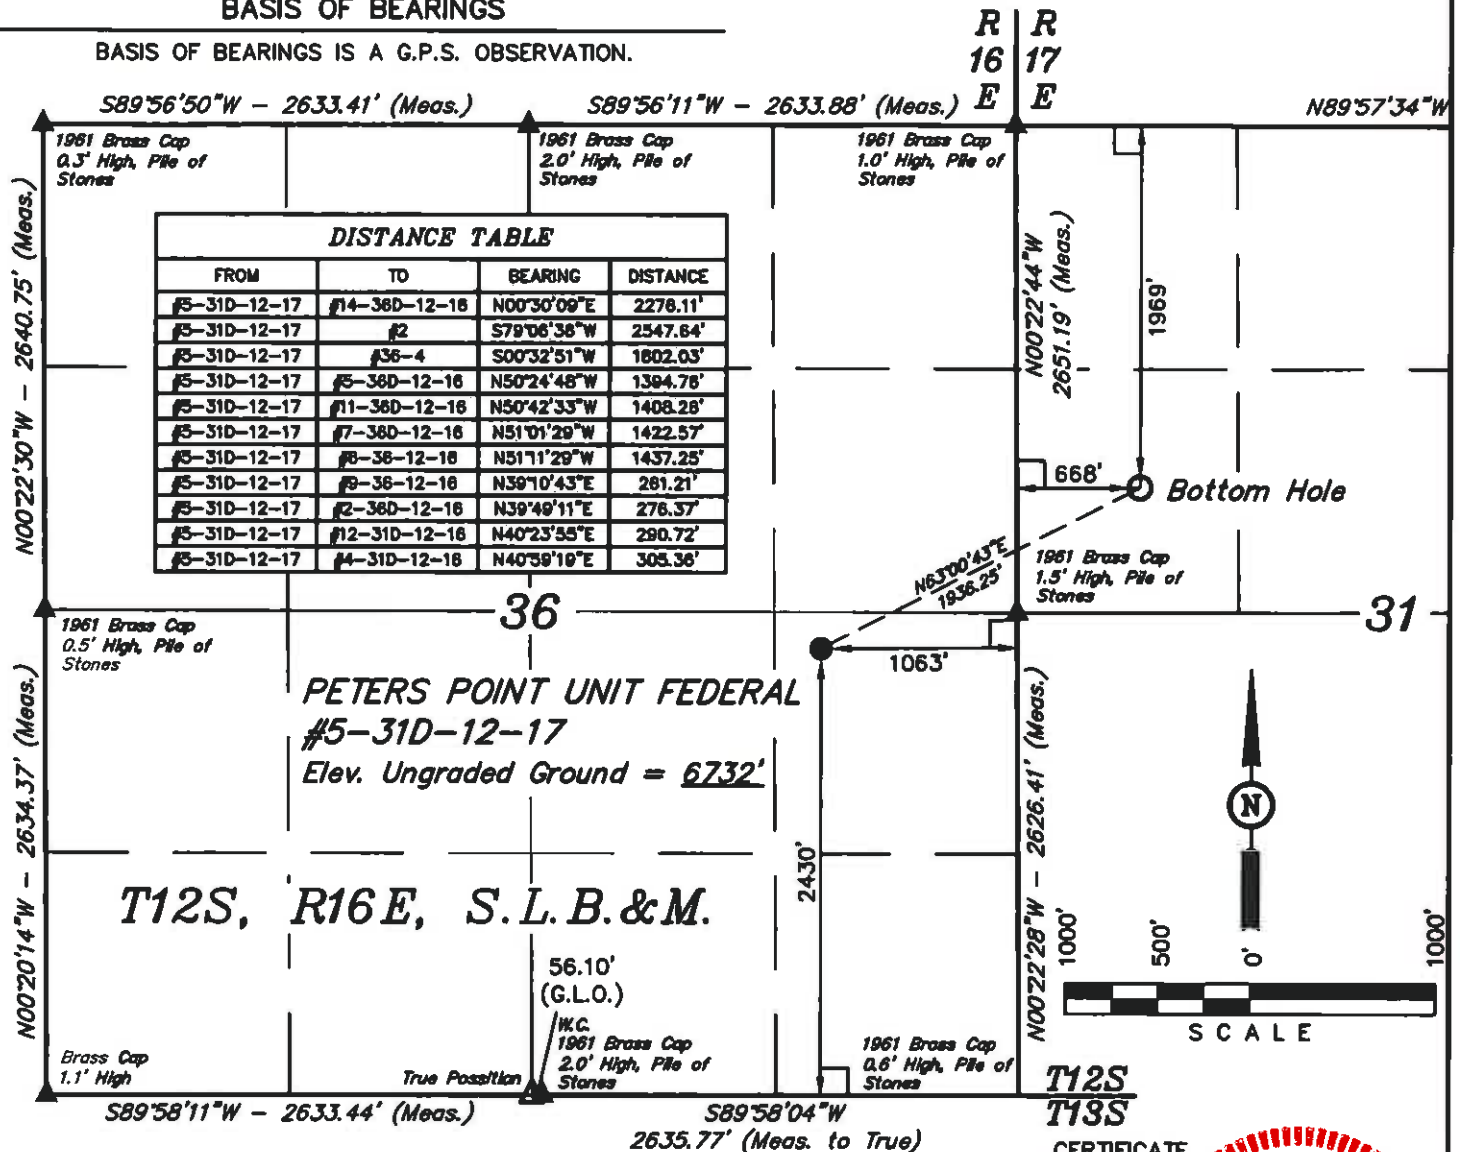 BASIS OF BEARINGS
BASIS OF BEARINGS IS A G.P.S. OBSERVATION.
R R
16 17
E E
S89°56'50"W – 2633.41' (Meas.)
S89°56'11"W – 2633.88' (Meas.)
N89°57'34"W
1961 Brass Cap
0.3' High, Pile of
Stones
1961 Brass Cap
2.0' High, Pile of
Stones
1961 Brass Cap
1.0' High, Pile of
Stones
N00°22'30"W – 2640.75' (Meas.)
DISTANCE TABLE
FROM TO BEARING DISTANCE
#5-31D-12-17 #14-36D-12-16 N00°30'09"E 2276.11'
#5-31D-12-17 #2 S79°06'36"W 2547.64'
#5-31D-12-17 #36-4 S00°32'51"W 1602.03'
#5-31D-12-17 #5-36D-12-16 N50°24'48"W 1394.76'
#5-31D-12-17 #11-36D-12-16 N50°42'33"W 1408.28'
#5-31D-12-17 #7-36D-12-16 N51°01'29"W 1422.57'
#5-31D-12-17 #6-36-12-16 N51°11'29"W 1437.25'
#5-31D-12-17 #9-36-12-16 N39°10'43"E 261.21'
#5-31D-12-17 #2-36D-12-16 N39°49'11"E 276.37'
#5-31D-12-17 #12-31D-12-16 N40°23'55"E 290.72'
#5-31D-12-17 #4-31D-12-16 N40°59'19"E 305.36'
N00°22'44"W
2651.19' (Meas.)
1969'
668'
Bottom Hole
N63°00'43"E
1936.25'
1961 Brass Cap
1.5' High, Pile of
Stones
36
31
1961 Brass Cap
0.5' High, Pile of
Stones
1063'
PETERS POINT UNIT FEDERAL
#5-31D-12-17
Elev. Ungraded Ground = 6732'
N00°20'14"W – 2634.37' (Meas.)
2430'
N00°22'28"W – 2626.41' (Meas.)
N
T12S, R16E, S.L.B.&M.
1000' 500' 0' 1000'
SCALE
56.10'
(G.L.O.)
W.C.
1961 Brass Cap
2.0' High, Pile of
Stones
Brass Cap
1.1' High
True Possition
1961 Brass Cap
0.6' High, Pile of
Stones
T12S
T13S
S89°58'11"W – 2633.44' (Meas.)
S89°58'04"W
2635.77' (Meas. to True)
CERTIFICATE